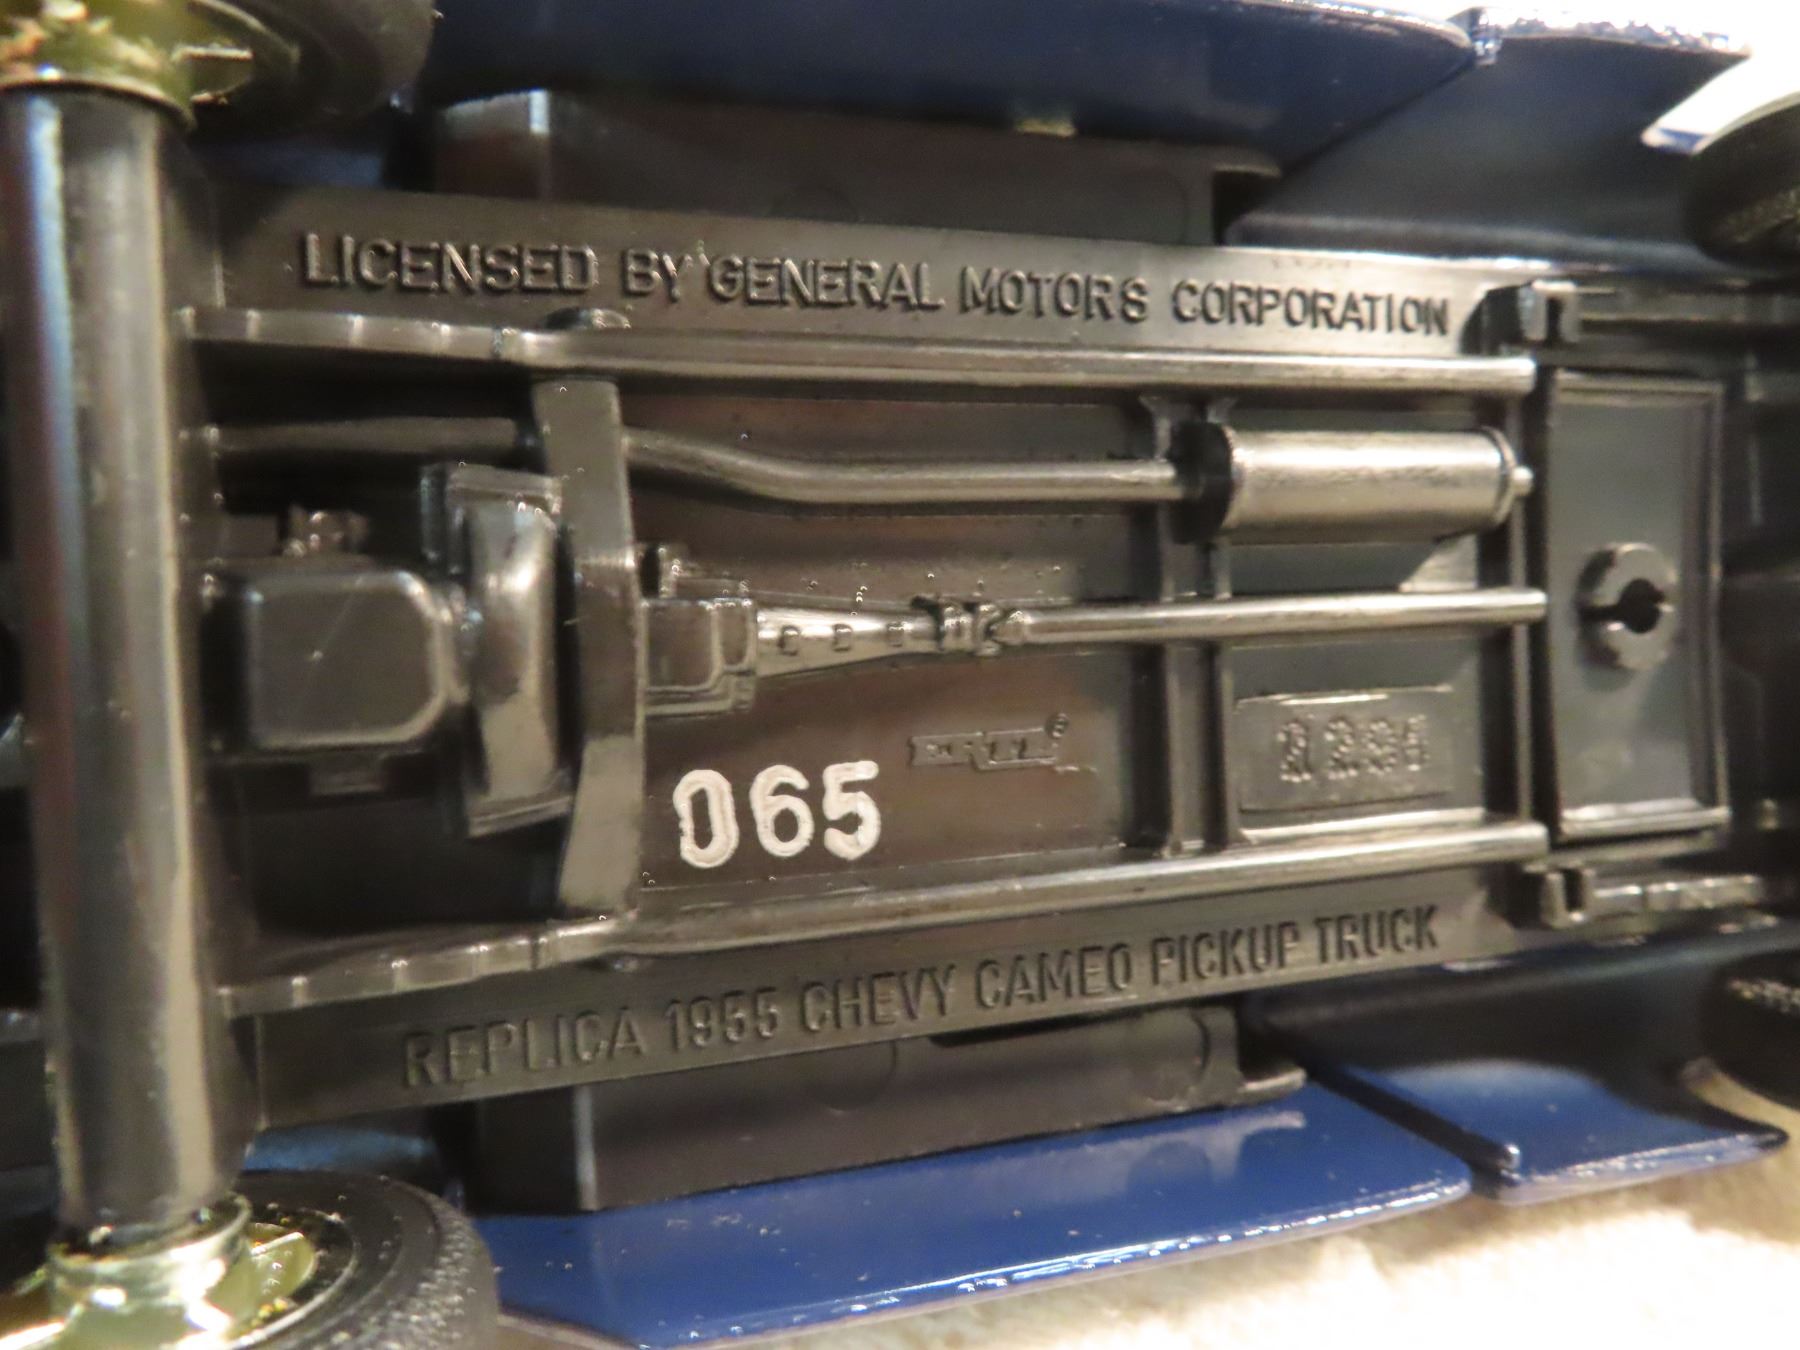 LICENSED BY GENERAL MOTORS CORPORATION
065
REPLICA 1955 CHEVY CAMEO PICKUP TRUCK